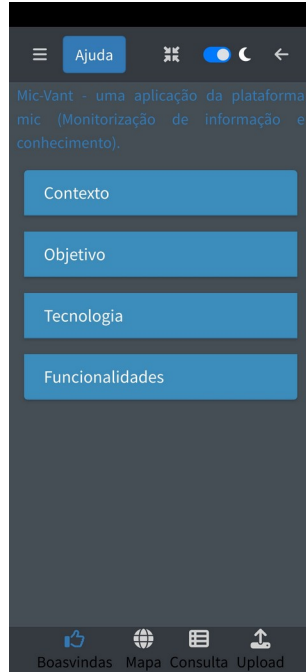 Ajuda
Mic-Vant - uma aplicação da plataforma
mic (Monitorização de informação e
conhecimento).
Contexto
Objetivo
Tecnologia
Funcionalidades
Boasvindas Mapa Consulta Upload